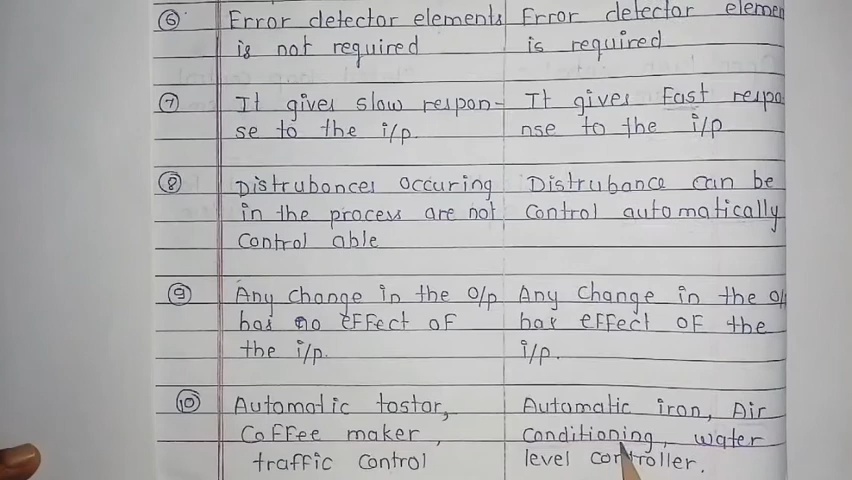 6 Error detector elements
is not required
Error detector elemen
is required
7 It gives slow respon-
se to the i/p.
It gives Fast respo
nse to the i/p
8 Distrubances occuring
in the process are not
control able
Distrubance can be
control automatically
9 Any change in the o/p
has no effect of
the i/p.
Any change in the o/
has effect of the
i/p.
10 Automatic tostar,
Coffee maker,
traffic control
Automatic iron, Air
conditioning, water
level controller.